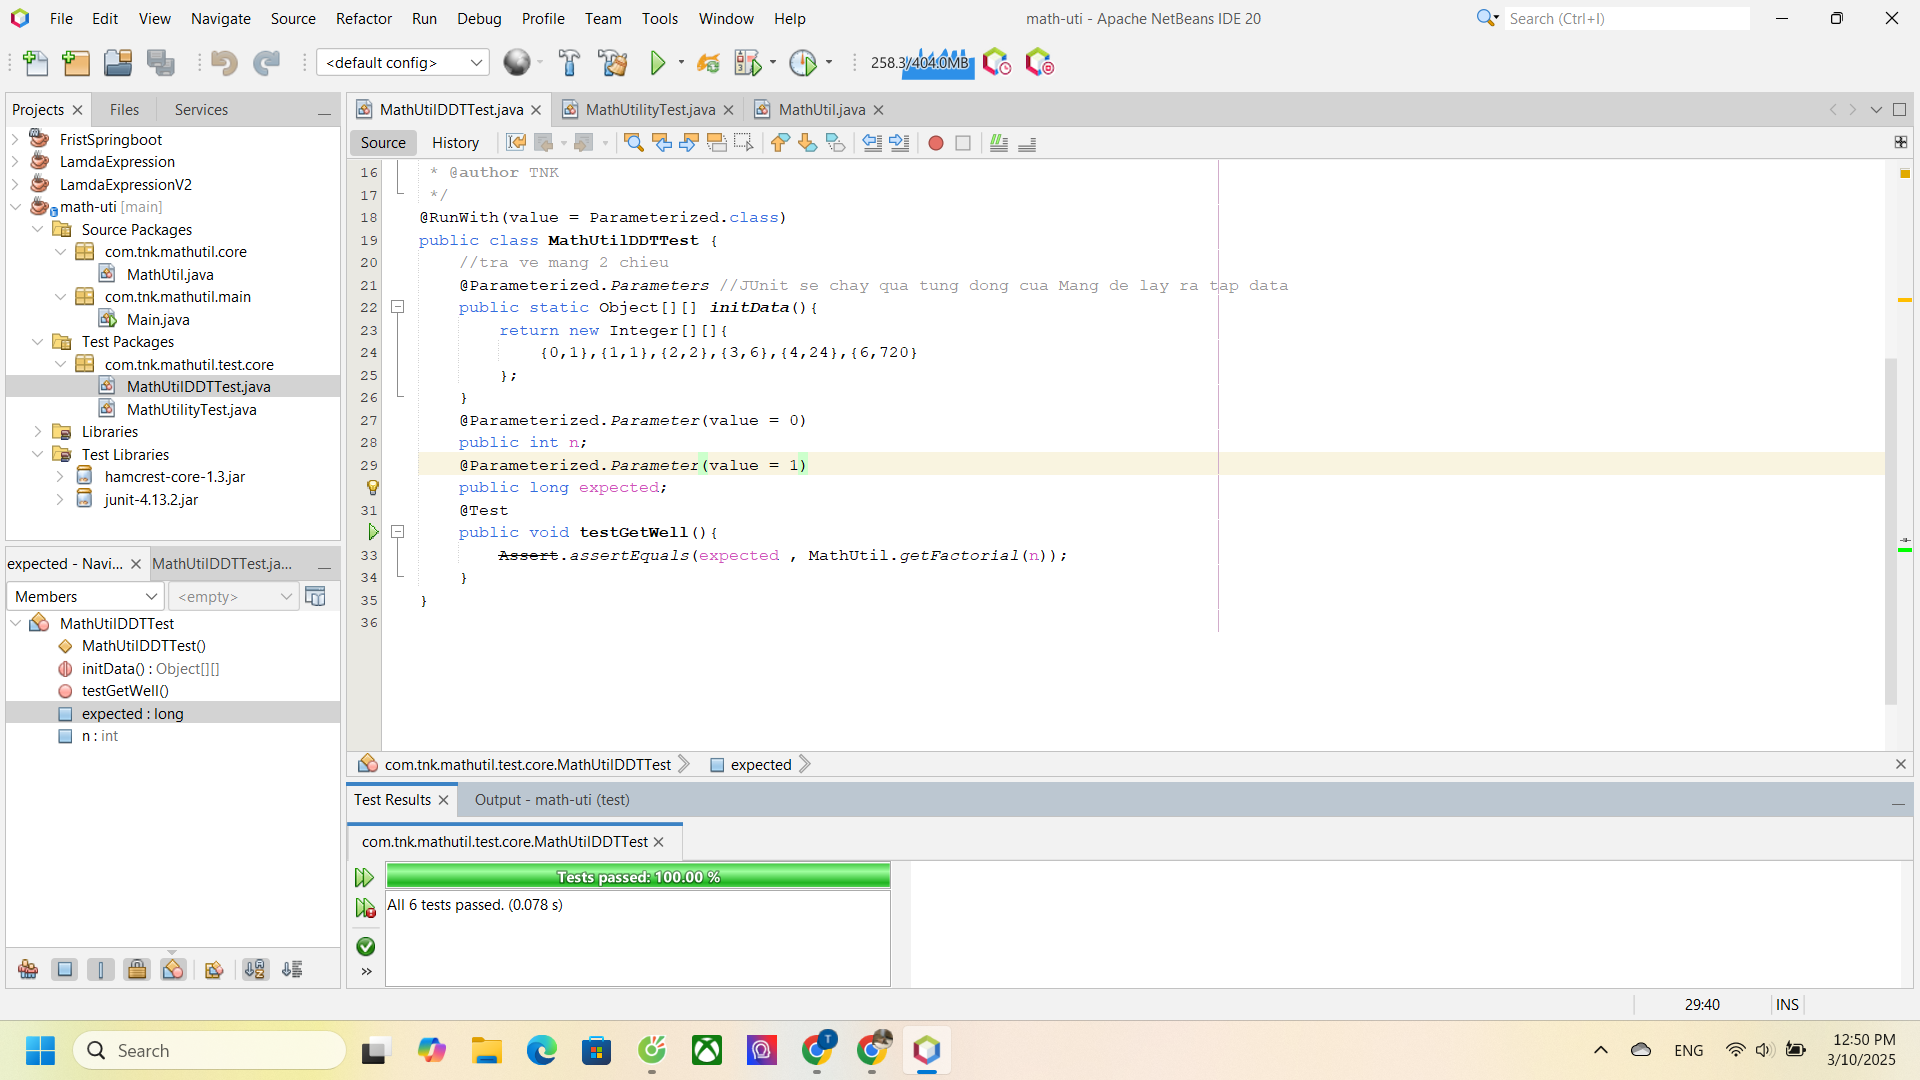 File Edit View Navigate Source Refactor Run Debug Profile Team Tools Window Help
math-uti - Apache NetBeans IDE 20
Search (Ctrl+I)
<default config>
258.3/404.0MB
Projects Files Services
FristSpringboot
LamdaExpression
LamdaExpressionV2
math-uti [main]
Source Packages
com.tnk.mathutil.core
MathUtil.java
com.tnk.mathutil.main
Main.java
Test Packages
com.tnk.mathutil.test.core
MathUtilDDTTest.java
MathUtilityTest.java
Libraries
Test Libraries
hamcrest-core-1.3.jar
junit-4.13.2.jar
expected - Navi... MathUtilDDTTest.ja...
Members <empty>
MathUtilDDTTest
MathUtilDDTTest()
initData() : Object[][]
testGetWell()
expected : long
n : int
MathUtilDDTTest.java MathUtilityTest.java MathUtil.java
Source History
16 * @author TNK
17 */
18 @RunWith(value = Parameterized.class)
19 public class MathUtilDDTTest {
20 //tra ve mang 2 chieu
21 @Parameterized.Parameters //JUnit se chay qua tung dong cua Mang de lay ra tap data
22 public static Object[][] initData(){
23 return new Integer[][]{
24 {0,1},{1,1},{2,2},{3,6},{4,24},{6,720}
25 };
26 }
27 @Parameterized.Parameter(value = 0)
28 public int n;
29 @Parameterized.Parameter(value = 1)
public long expected;
31 @Test
public void testGetWell(){
33 Assert.assertEquals(expected , MathUtil.getFactorial(n));
34 }
35 }
36
com.tnk.mathutil.test.core.MathUtilDDTTest expected
Test Results Output - math-uti (test)
com.tnk.mathutil.test.core.MathUtilDDTTest
Tests passed: 100.00 %
All 6 tests passed. (0.078 s)
29:40 INS
Search
T
ENG
12:50 PM
3/10/2025